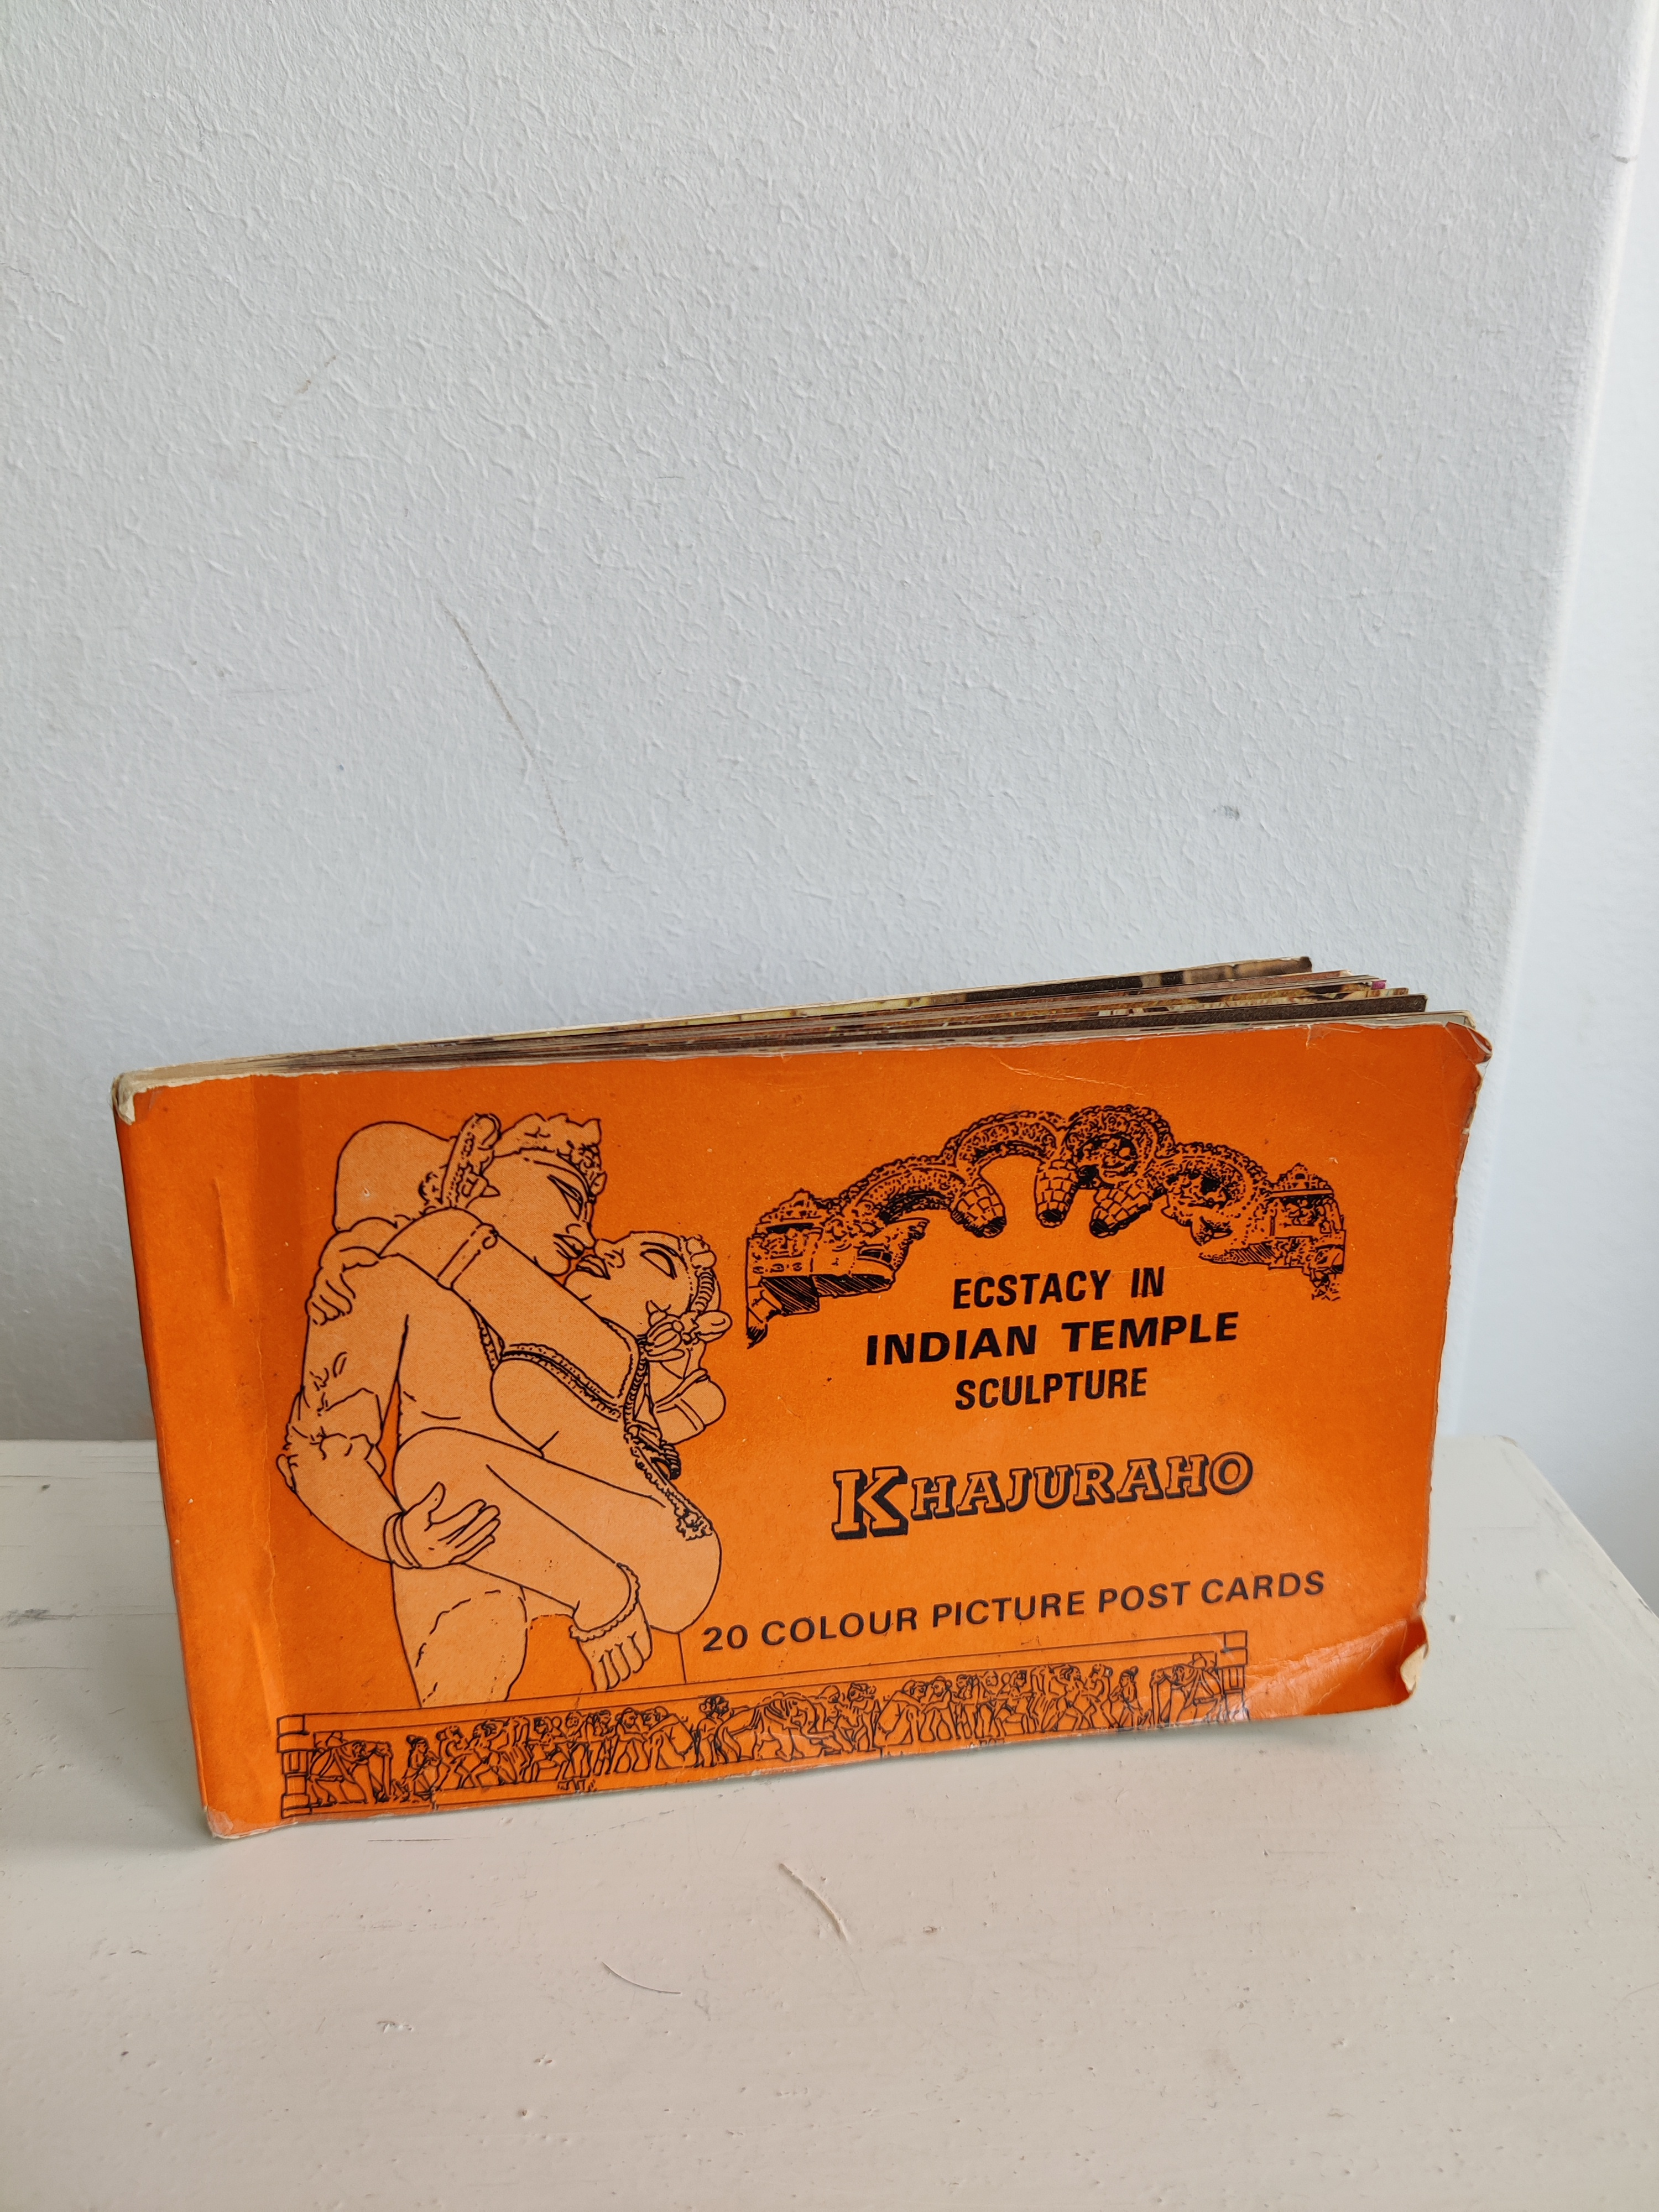 ECSTACY IN
INDIAN TEMPLE
SCULPTURE
KHAJURAHO
20 COLOUR PICTURE POST CARDS